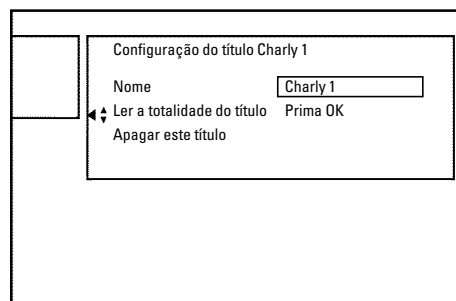 Configuração do título Charly 1
Nome Charly 1
Ler a totalidade do título Prima OK
Apagar este título